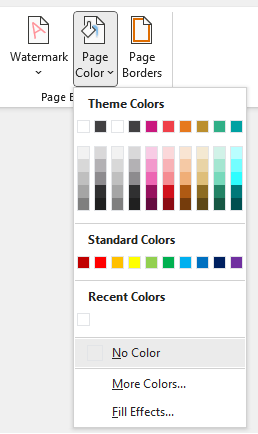 Watermark
Page
Color
Page
Borders
Page B
Theme Colors
Standard Colors
Recent Colors
No Color
More Colors...
Fill Effects...